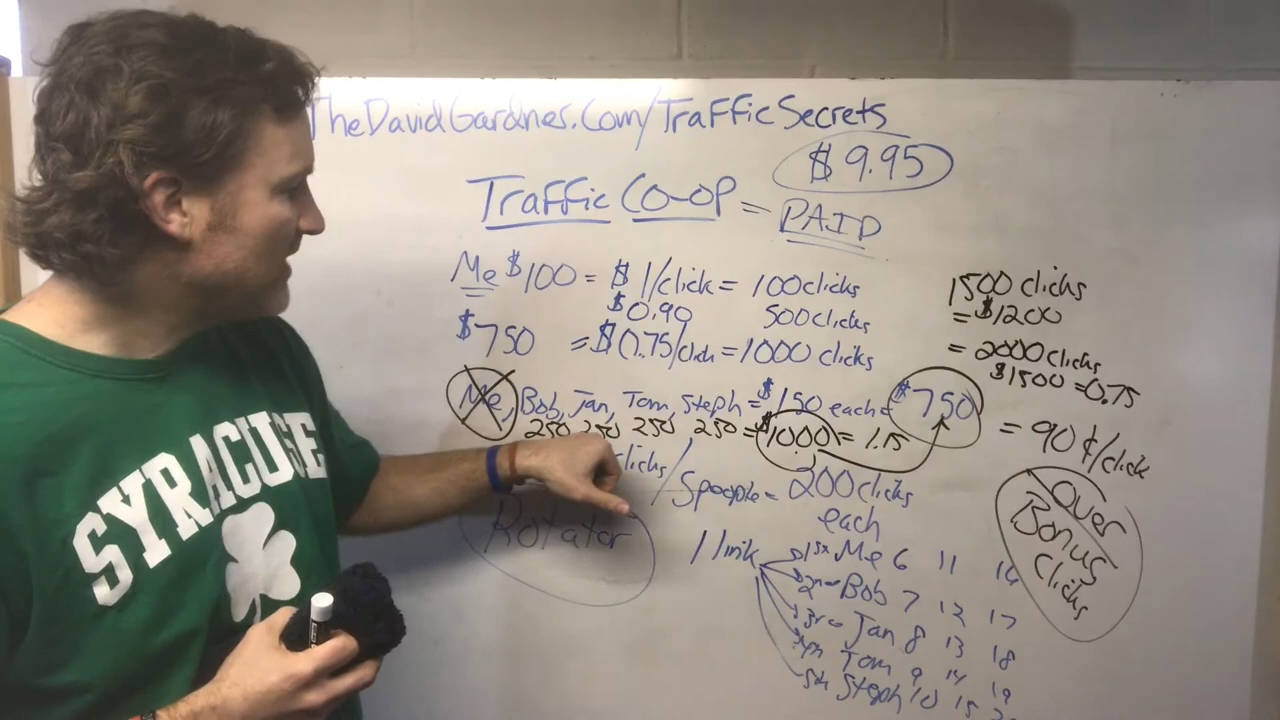 TheDavidGardner.Com/TrafficSecrets
$9.95
Traffic Co-op = PAID
Me $100 = $1/click = 100 clicks
$0.90 500 clicks
$750 = $0.75/click = 1000 clicks
1500 clicks
= $1200
= 2000 clicks
$1500 = 0.75
Me, Bob, Jan, Tom, Steph = $150 each = $750
250 250 250 250 = $1000 = 1.15
= 90¢/click
clicks/5people = 200 clicks
each
Rotator
1 link
1st Me 6 11 16
2nd Bob 7 12 17
3rd Jan 8 13 18
4th Tom 9 14 19
5th Steph 10 15
Over
Bonus
Clicks
SYRACUSE